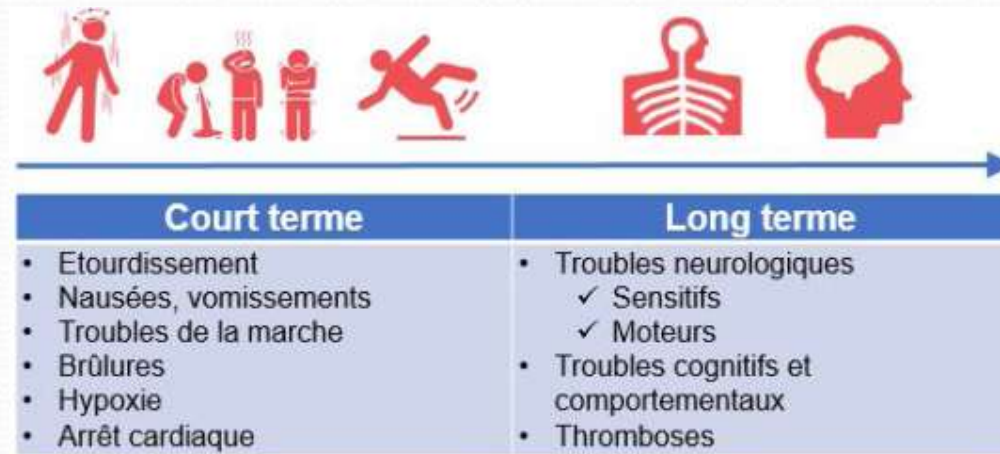 Court terme
Long terme
• Etourdissement
• Nausées, vomissements
• Troubles de la marche
• Brûlures
• Hypoxie
• Arrêt cardiaque
• Troubles neurologiques
✓ Sensitifs
✓ Moteurs
• Troubles cognitifs et
comportementaux
• Thromboses